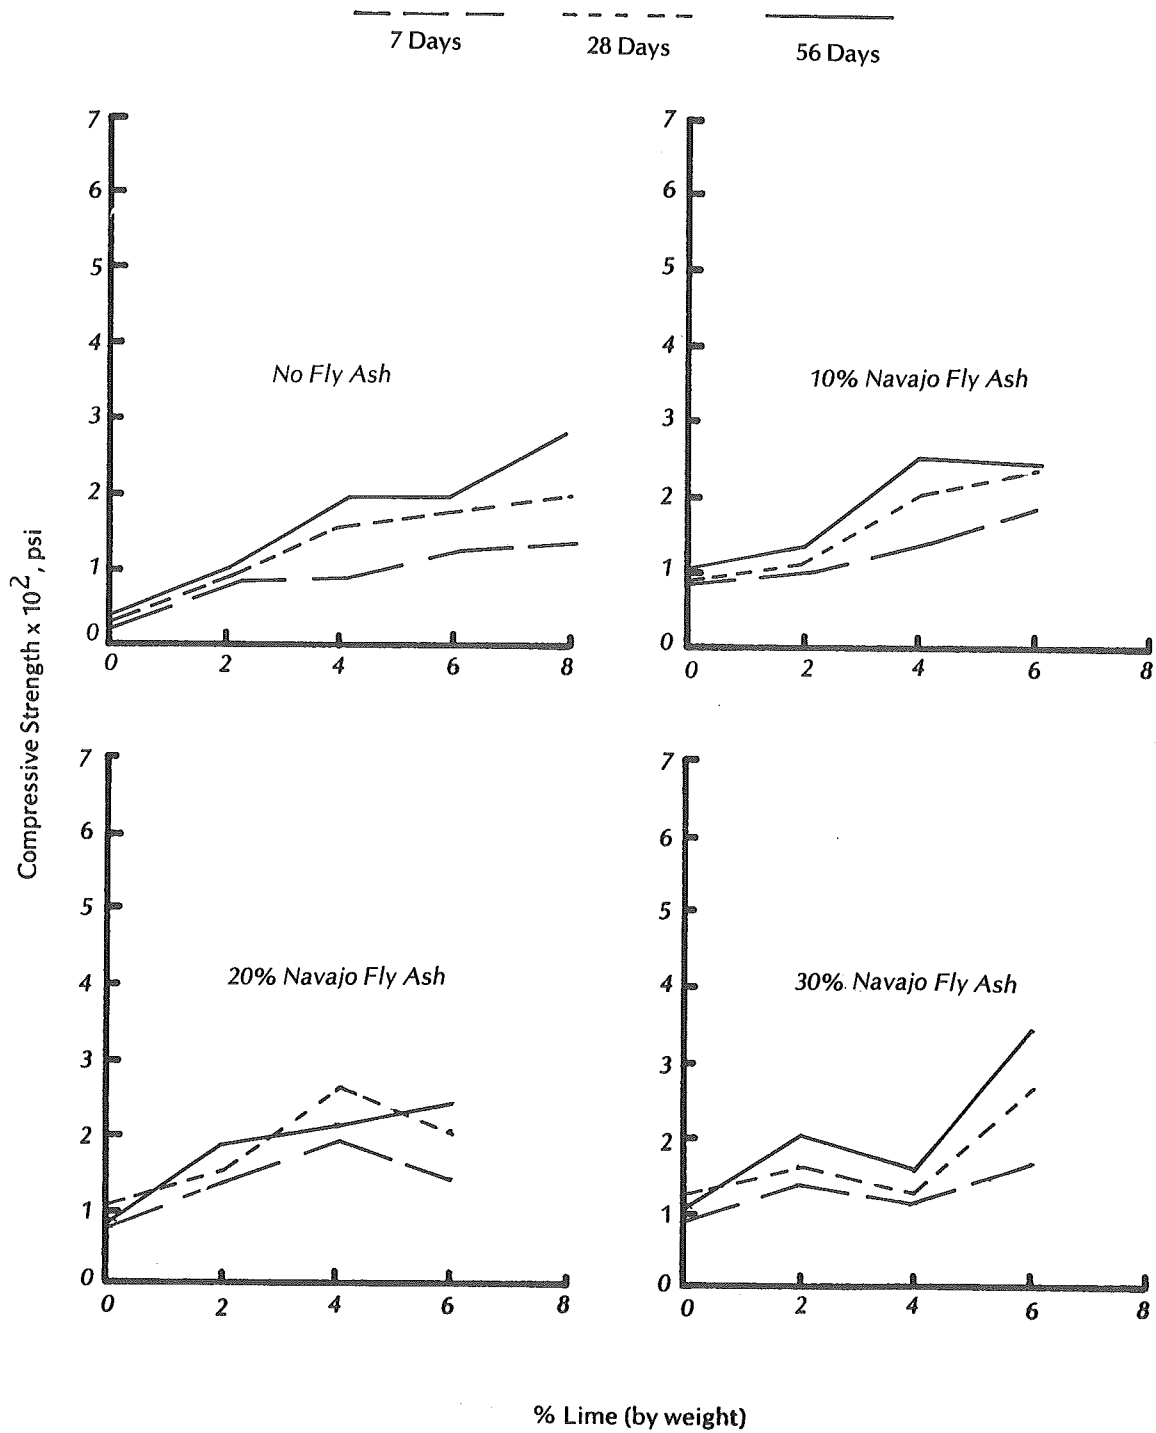 7 Days
28 Days
56 Days
7
6
5
4
3
2
1
0
No Fly Ash
0 2 4 6 8
7
6
5
4
3
2
1
0
10% Navajo Fly Ash
0 2 4 6 8
Compressive Strength x 10², psi
7
6
5
4
3
2
1
0
20% Navajo Fly Ash
0 2 4 6 8
7
6
5
4
3
2
1
0
30% Navajo Fly Ash
0 2 4 6 8
% Lime (by weight)